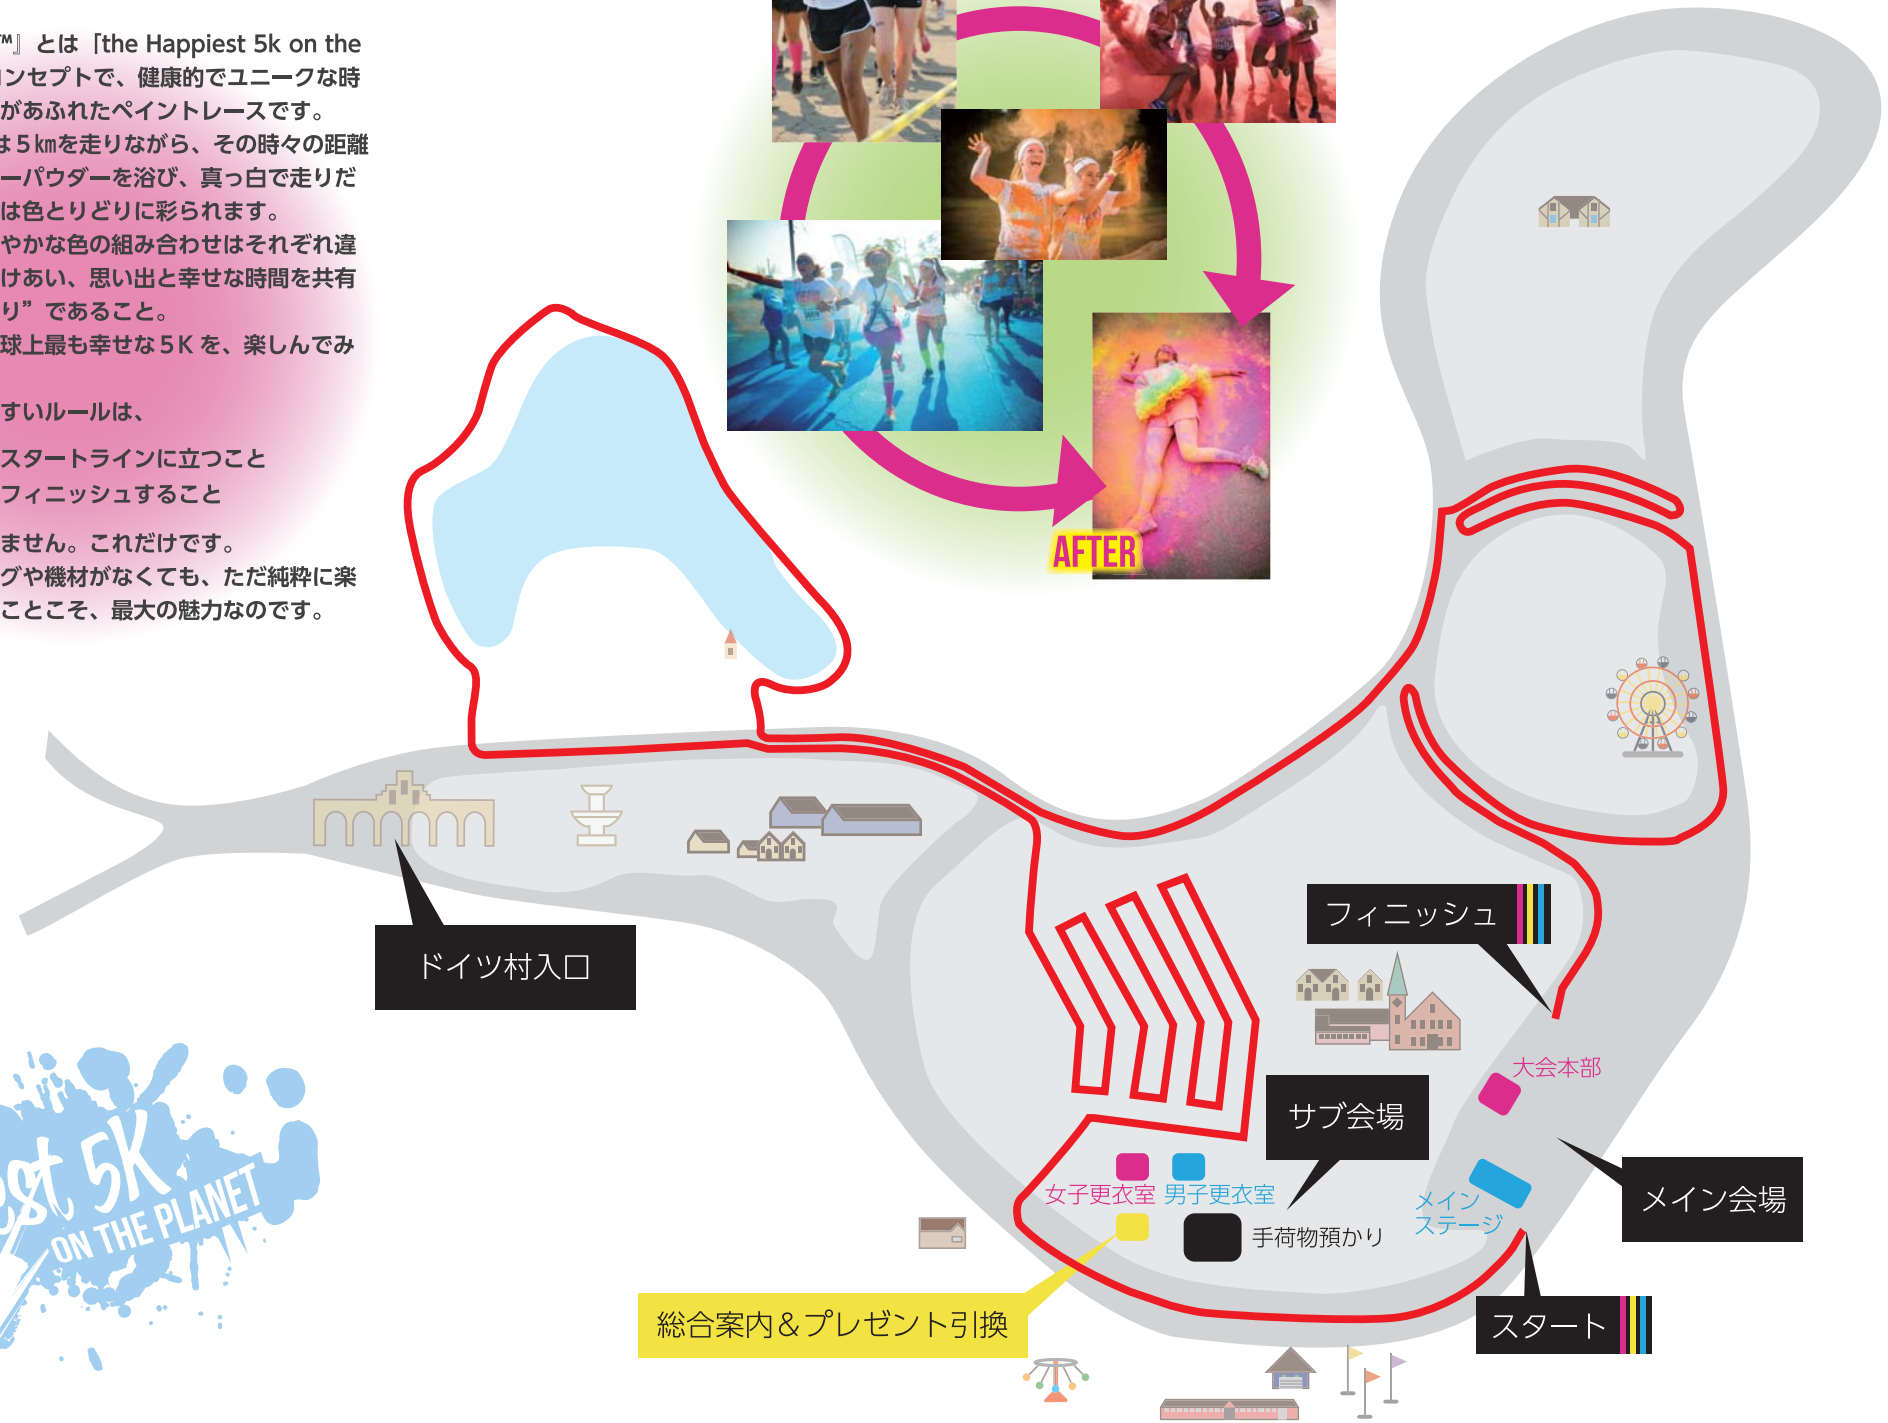 ™』とは「the Happiest 5k on the
コンセプトで、健康的でユニークな時
があふれたペイントレースです。
は５㎞を走りながら、その時々の距離
ーパウダーを浴び、真っ白で走りだ
は色とりどりに彩られます。
やかな色の組み合わせはそれぞれ違
けあい、思い出と幸せな時間を共有
り”であること。
球上最も幸せな５K を、楽しんでみ
すいルールは、
スタートラインに立つこと
フィニッシュすること
ません。これだけです。
グや機材がなくても、ただ純粋に楽
ことこそ、最大の魅力なのです。
AFTER
ドイツ村入口
フィニッシュ
大会本部
サブ会場
メイン会場
女子更衣室
男子更衣室
メイン
ステージ
手荷物預かり
総合案内＆プレゼント引換
スタート
est 5K
ON THE PLANET